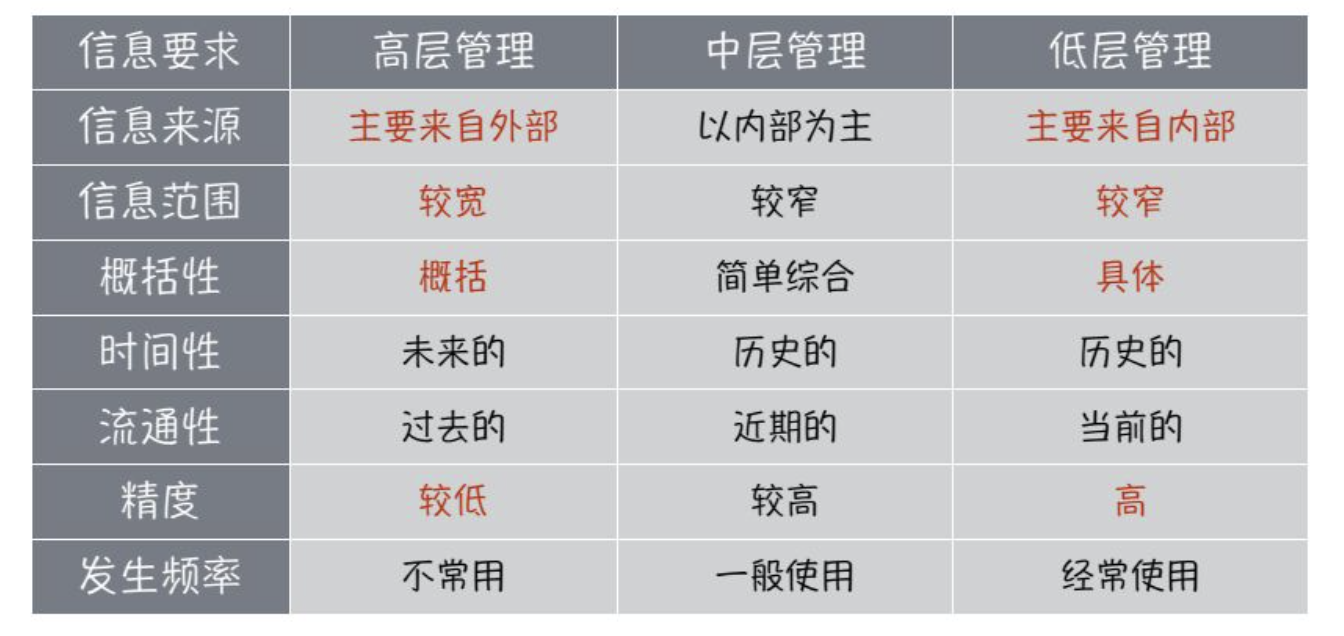 信息要求 高层管理 中层管理 低层管理
信息来源 主要来自外部 以内部为主 主要来自内部
信息范围 较宽 较窄 较窄
概括性 概括 简单综合 具体
时间性 未来的 历史的 历史的
流通性 过去的 近期的 当前的
精度 较低 较高 高
发生频率 不常用 一般使用 经常使用